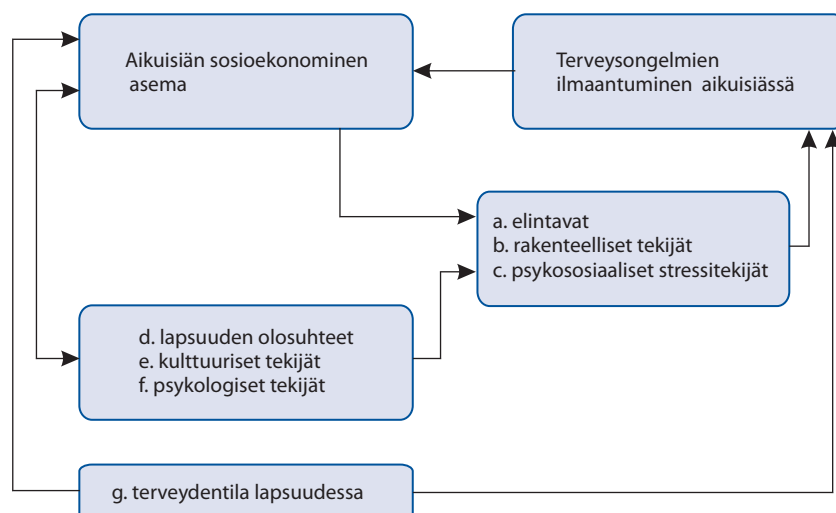 Aikuisiän sosioekonominen
asema
Terveysongelmien
ilmaantuminen aikuisiässä
a. elintavat
b. rakenteelliset tekijät
c. psykososiaaliset stressitekijät
d. lapsuuden olosuhteet
e. kulttuuriset tekijät
f. psykologiset tekijät
g. terveydentila lapsuudessa